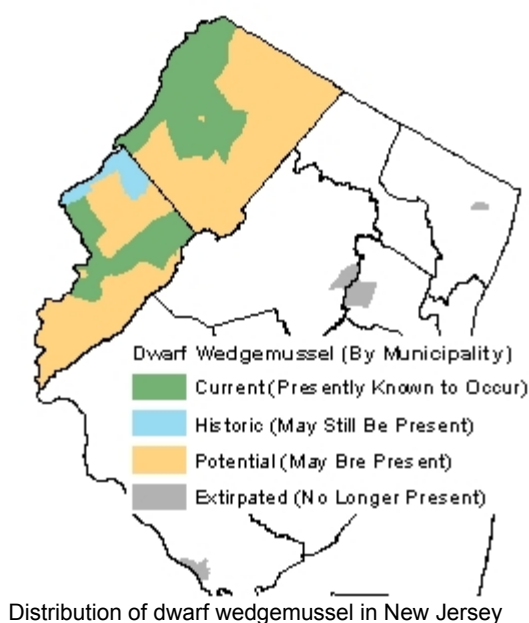 Dwarf Wedgemussel (By Municipality)
Current (Presently Known to Occur)
Historic (May Still Be Present)
Potential (May Bre Present)
Extirpated (No Longer Present)
Distribution of dwarf wedgemussel in New Jersey